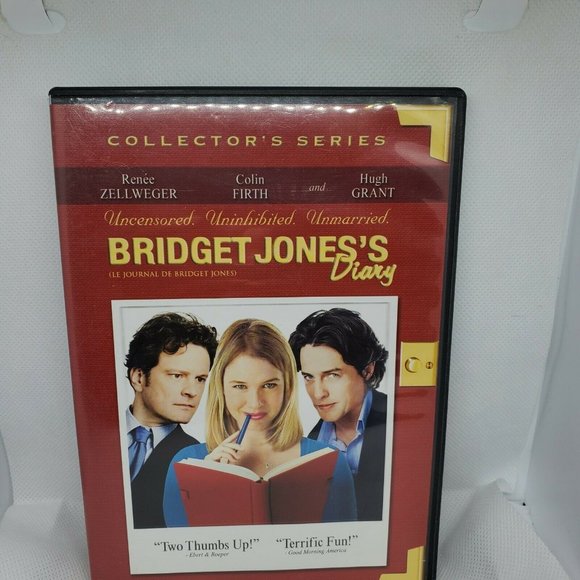 COLLECTOR'S SERIES
Renée ZELLWEGER
Colin FIRTH
and
Hugh GRANT
Uncensored. Uninhibited. Unmarried.
BRIDGET JONES'S
Diary
(LE JOURNAL DE BRIDGET JONES)
"Two Thumbs Up!"
-Ebert & Roeper
"Terrific Fun!"
-Good Morning America